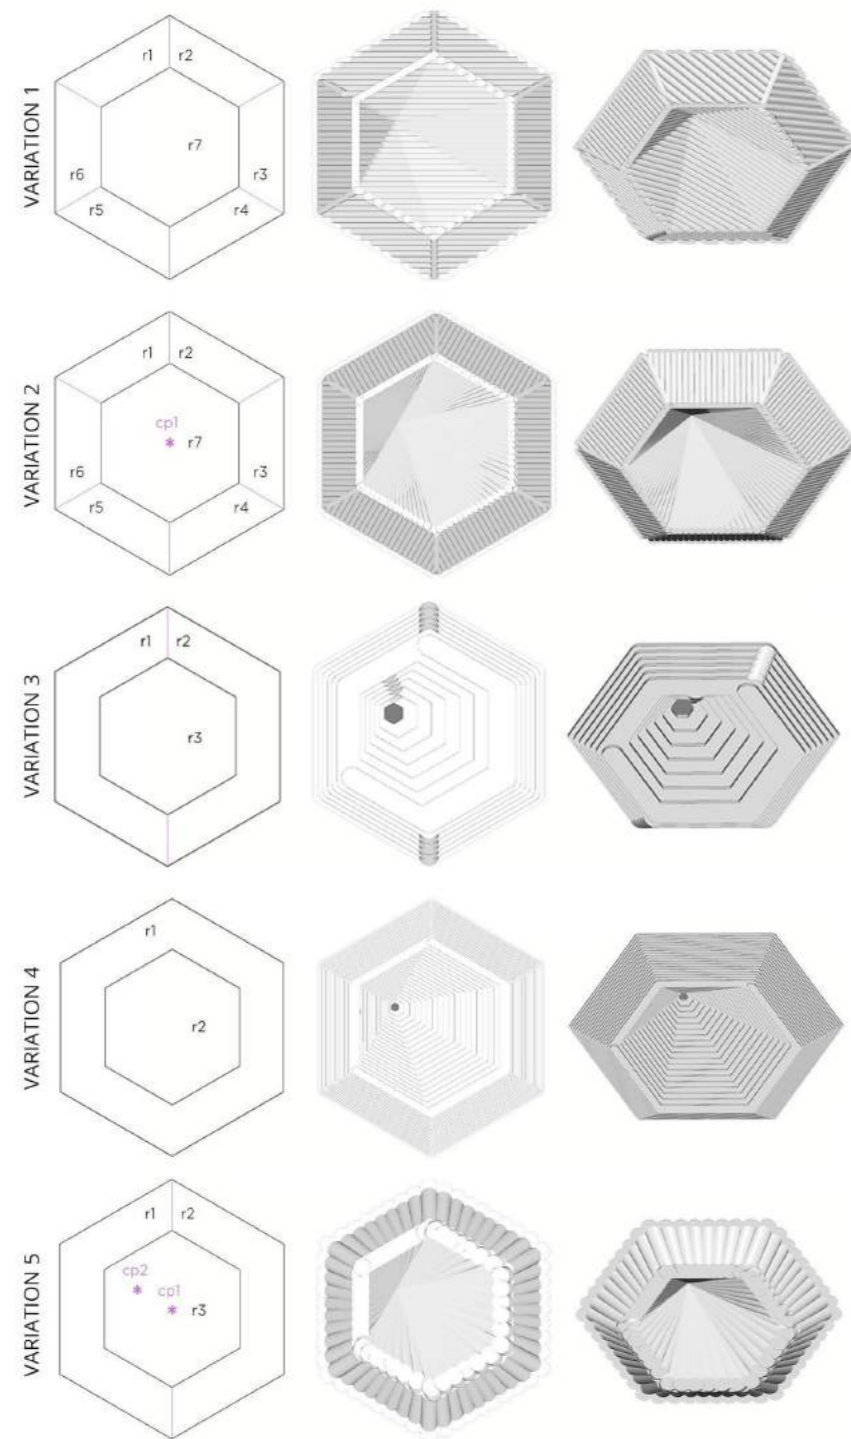 VARIATION 1
r1 r2
r7
r6 r3
r5 r4
VARIATION 2
r1 r2
cp1
* r7
r6 r3
r5 r4
VARIATION 3
r1 r2
r3
VARIATION 4
r1
r2
VARIATION 5
r1 r2
cp2
* cp1
* r3